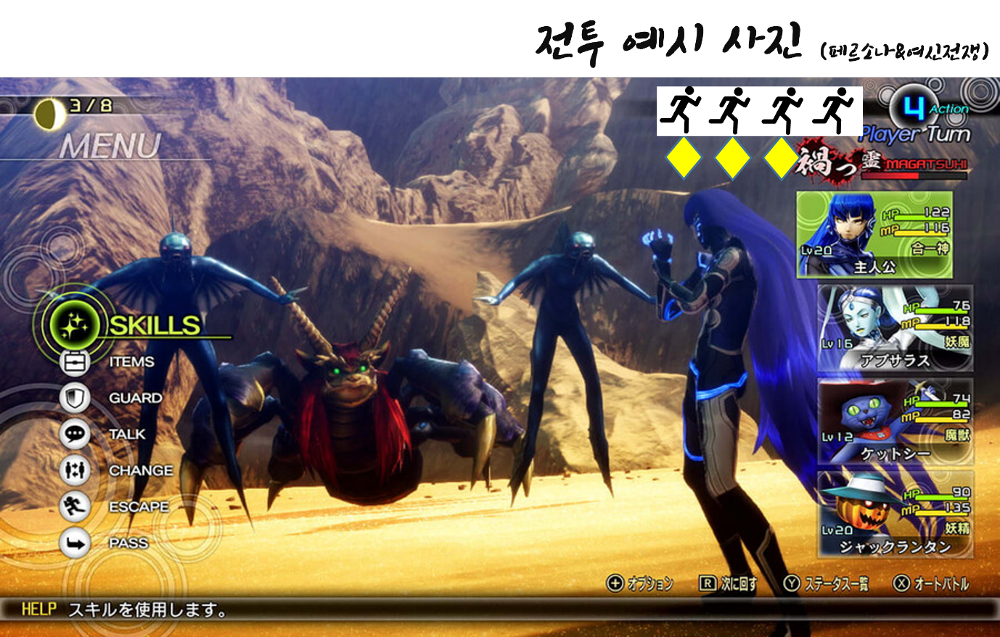 전투 예시 사진 (페르소나&여신전쟁)
3/8
MENU
4 Action
Player Turn
禍つ霊 MAGATSUHI
HP 122
MP 116
Lv20 合一神
主人公
HP 76
MP 118
Lv16 妖魔
アプサラス
HP 74
MP 82
Lv12 魔獣
ケットシー
HP 90
MP 135
Lv20 妖精
ジャックランタン
SKILLS
ITEMS
GUARD
TALK
CHANGE
ESCAPE
PASS
+ オプション R 次に回す Y ステータス一覧 X オートバトル
HELP スキルを使用します。